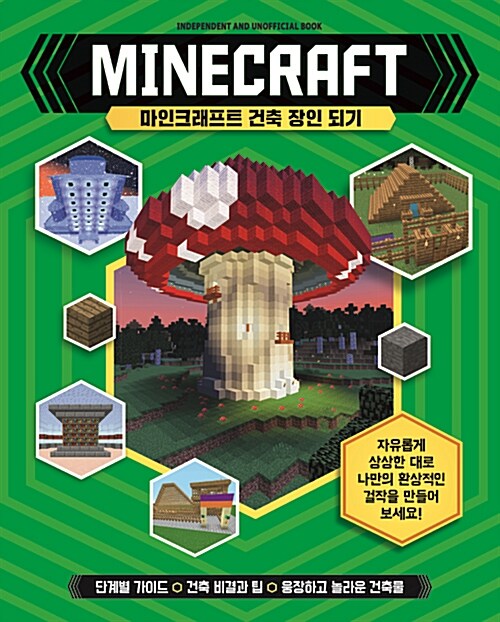 INDEPENDENT AND UNOFFICIAL BOOK
MINECRAFT
마인크래프트 건축 장인 되기
자유롭게
상상한 대로
나만의 환상적인
걸작을 만들어
보세요!
단계별 가이드 건축 비결과 팁 웅장하고 놀라운 건축물